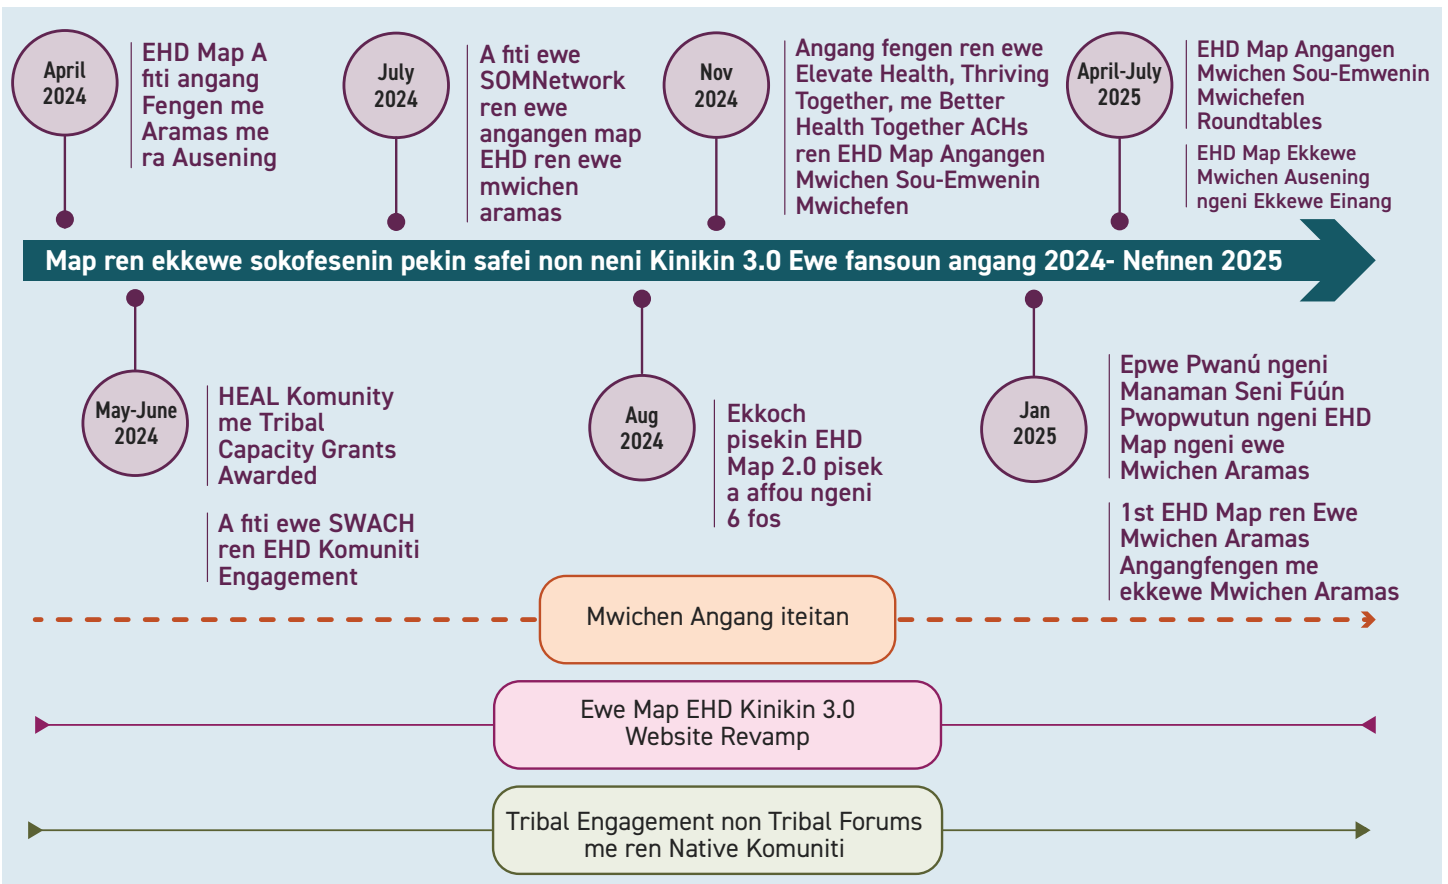 April
2024
EHD Map A
fiti angang
Fengen me
Aramas me
ra Ausening
July
2024
A fiti ewe
SOMNetwork
ren ewe
angangen map
EHD ren ewe
mwichen
aramas
Nov
2024
Angang fengen ren ewe
Elevate Health, Thriving
Together, me Better
Health Together ACHs
ren EHD Map Angangen
Mwichen Sou-Emwenin
Mwichefen
April-July
2025
EHD Map Angangen
Mwichen Sou-Emwenin
Mwichefen
Roundtables
EHD Map Ekkewe
Mwichen Ausening
ngeni Ekkewe Einang
Map ren ekkewe sokofesenin pekin safei non neni Kinikin 3.0 Ewe fansoun angang 2024- Nefinen 2025
May-June
2024
HEAL Komunity
me Tribal
Capacity Grants
Awarded
A fiti ewe SWACH
ren EHD Komuniti
Engagement
Aug
2024
Ekkoch
pisekin EHD
Map 2.0 pisek
a affou ngeni
6 fos
Jan
2025
Epwe Pwanú ngeni
Manaman Seni Fúún
Pwopwutun ngeni EHD
Map ngeni ewe
Mwichen Aramas
1st EHD Map ren Ewe
Mwichen Aramas
Angangfengen me
ekkewe Mwichen Aramas
Mwichen Angang iteitan
Ewe Map EHD Kinikin 3.0
Website Revamp
Tribal Engagement non Tribal Forums
me ren Native Komuniti